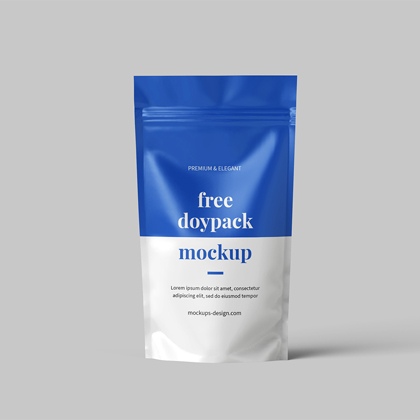 PREMIUM & ELEGANT
free
doypack
mockup
Lorem ipsum dolor sit amet, consectetur
adipiscing elit, sed do eiusmod tempor
mockups-design.com